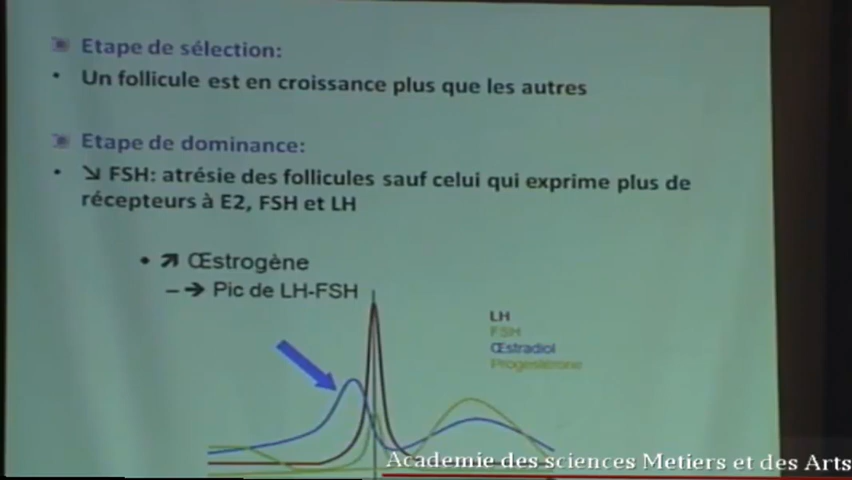 Etape de sélection:
• Un follicule est en croissance plus que les autres
Etape de dominance:
• ↘ FSH: atrésie des follicules sauf celui qui exprime plus de
récepteurs à E2, FSH et LH
• ↗ Œstrogène
– → Pic de LH-FSH
LH
FSH
Œstradiol
Progestérone
Academie des sciences Metiers et des Arts